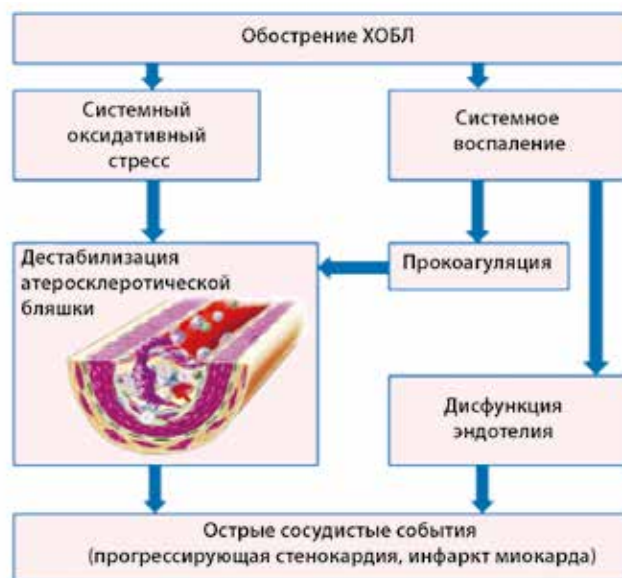 Обострение ХОБЛ
Системный
оксидативный
стресс
Системное
воспаление
Дестабилизация
атеросклеротической
бляшки
Прокоагуляция
Дисфункция
эндотелия
Острые сосудистые события
(прогрессирующая стенокардия, инфаркт миокарда)